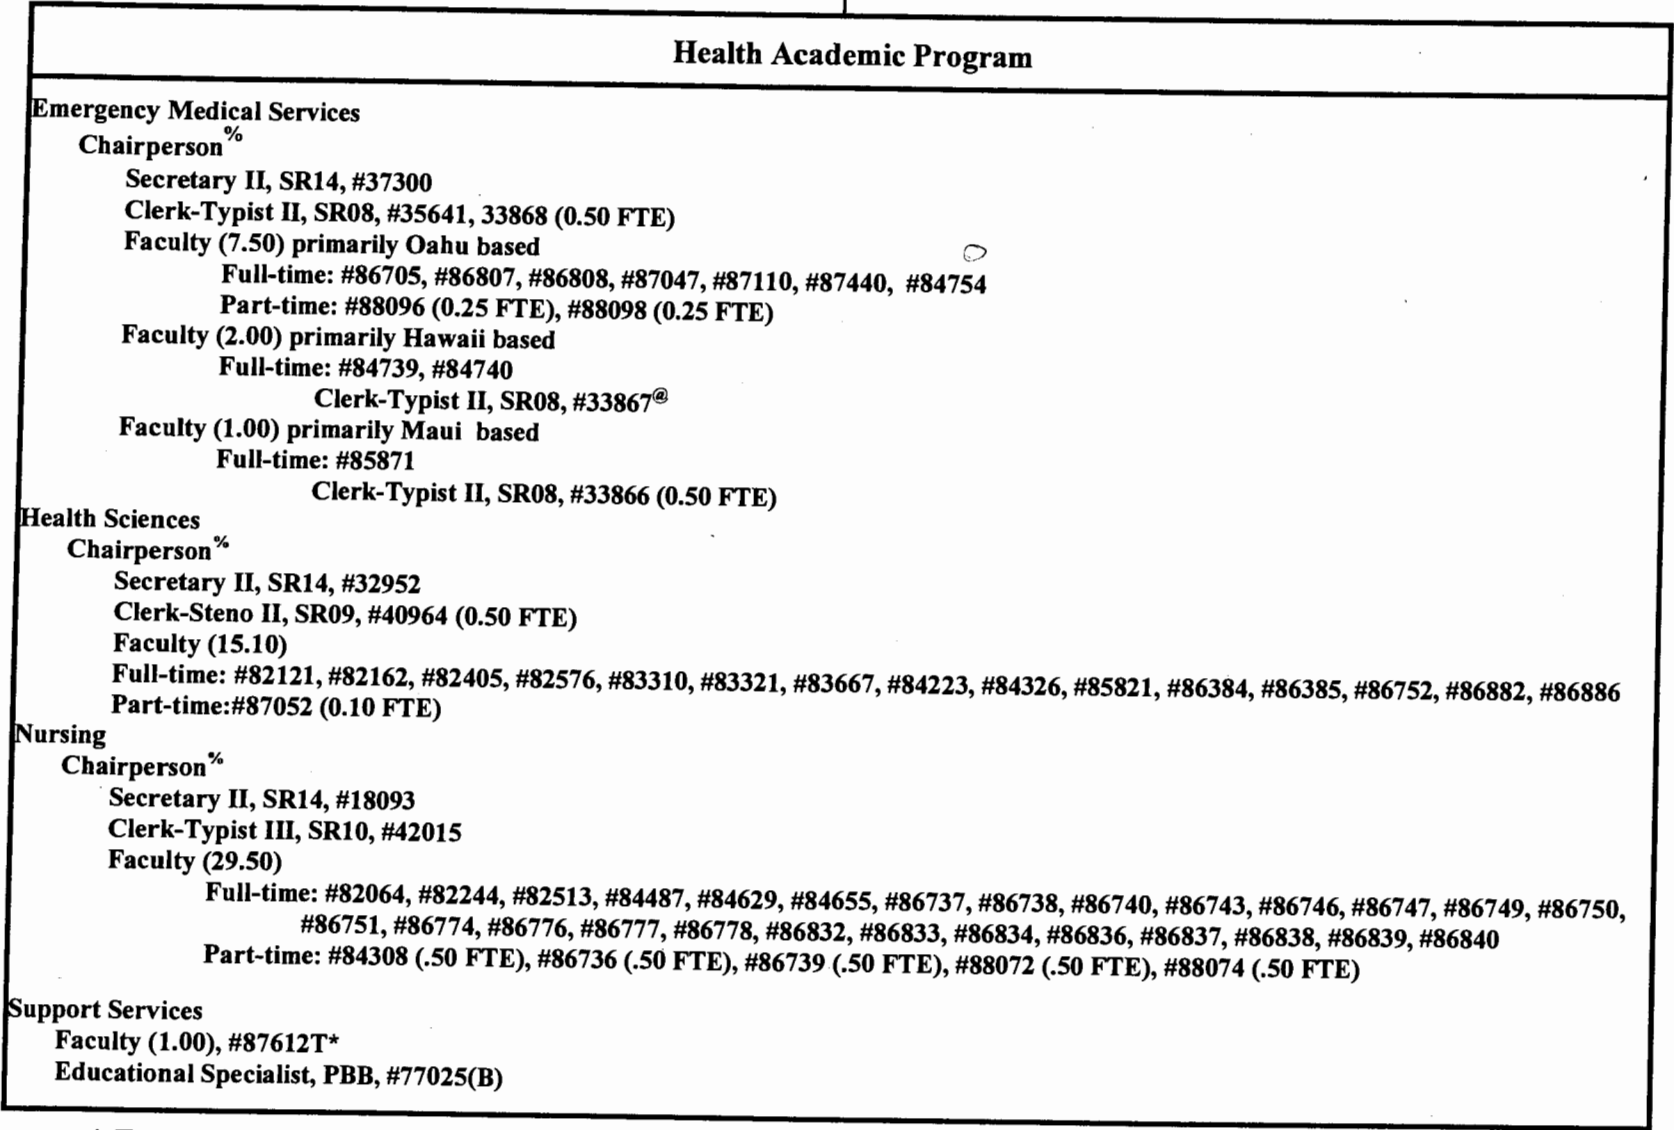 Health Academic Program
Emergency Medical Services
Chairperson%
Secretary II, SR14, #37300
Clerk-Typist II, SR08, #35641, 33868 (0.50 FTE)
Faculty (7.50) primarily Oahu based
Full-time: #86705, #86807, #86808, #87047, #87110, #87440, #84754
Part-time: #88096 (0.25 FTE), #88098 (0.25 FTE)
Faculty (2.00) primarily Hawaii based
Full-time: #84739, #84740
Clerk-Typist II, SR08, #33867@
Faculty (1.00) primarily Maui based
Full-time: #85871
Clerk-Typist II, SR08, #33866 (0.50 FTE)
Health Sciences
Chairperson%
Secretary II, SR14, #32952
Clerk-Steno II, SR09, #40964 (0.50 FTE)
Faculty (15.10)
Full-time: #82121, #82162, #82405, #82576, #83310, #83321, #83667, #84223, #84326, #85821, #86384, #86385, #86752, #86882, #86886
Part-time:#87052 (0.10 FTE)
Nursing
Chairperson%
Secretary II, SR14, #18093
Clerk-Typist III, SR10, #42015
Faculty (29.50)
Full-time: #82064, #82244, #82513, #84487, #84629, #84655, #86737, #86738, #86740, #86743, #86746, #86747, #86749, #86750,
#86751, #86774, #86776, #86777, #86778, #86832, #86833, #86834, #86836, #86837, #86838, #86839, #86840
Part-time: #84308 (.50 FTE), #86736 (.50 FTE), #86739 (.50 FTE), #88072 (.50 FTE), #88074 (.50 FTE)
Support Services
Faculty (1.00), #87612T*
Educational Specialist, PBB, #77025(B)